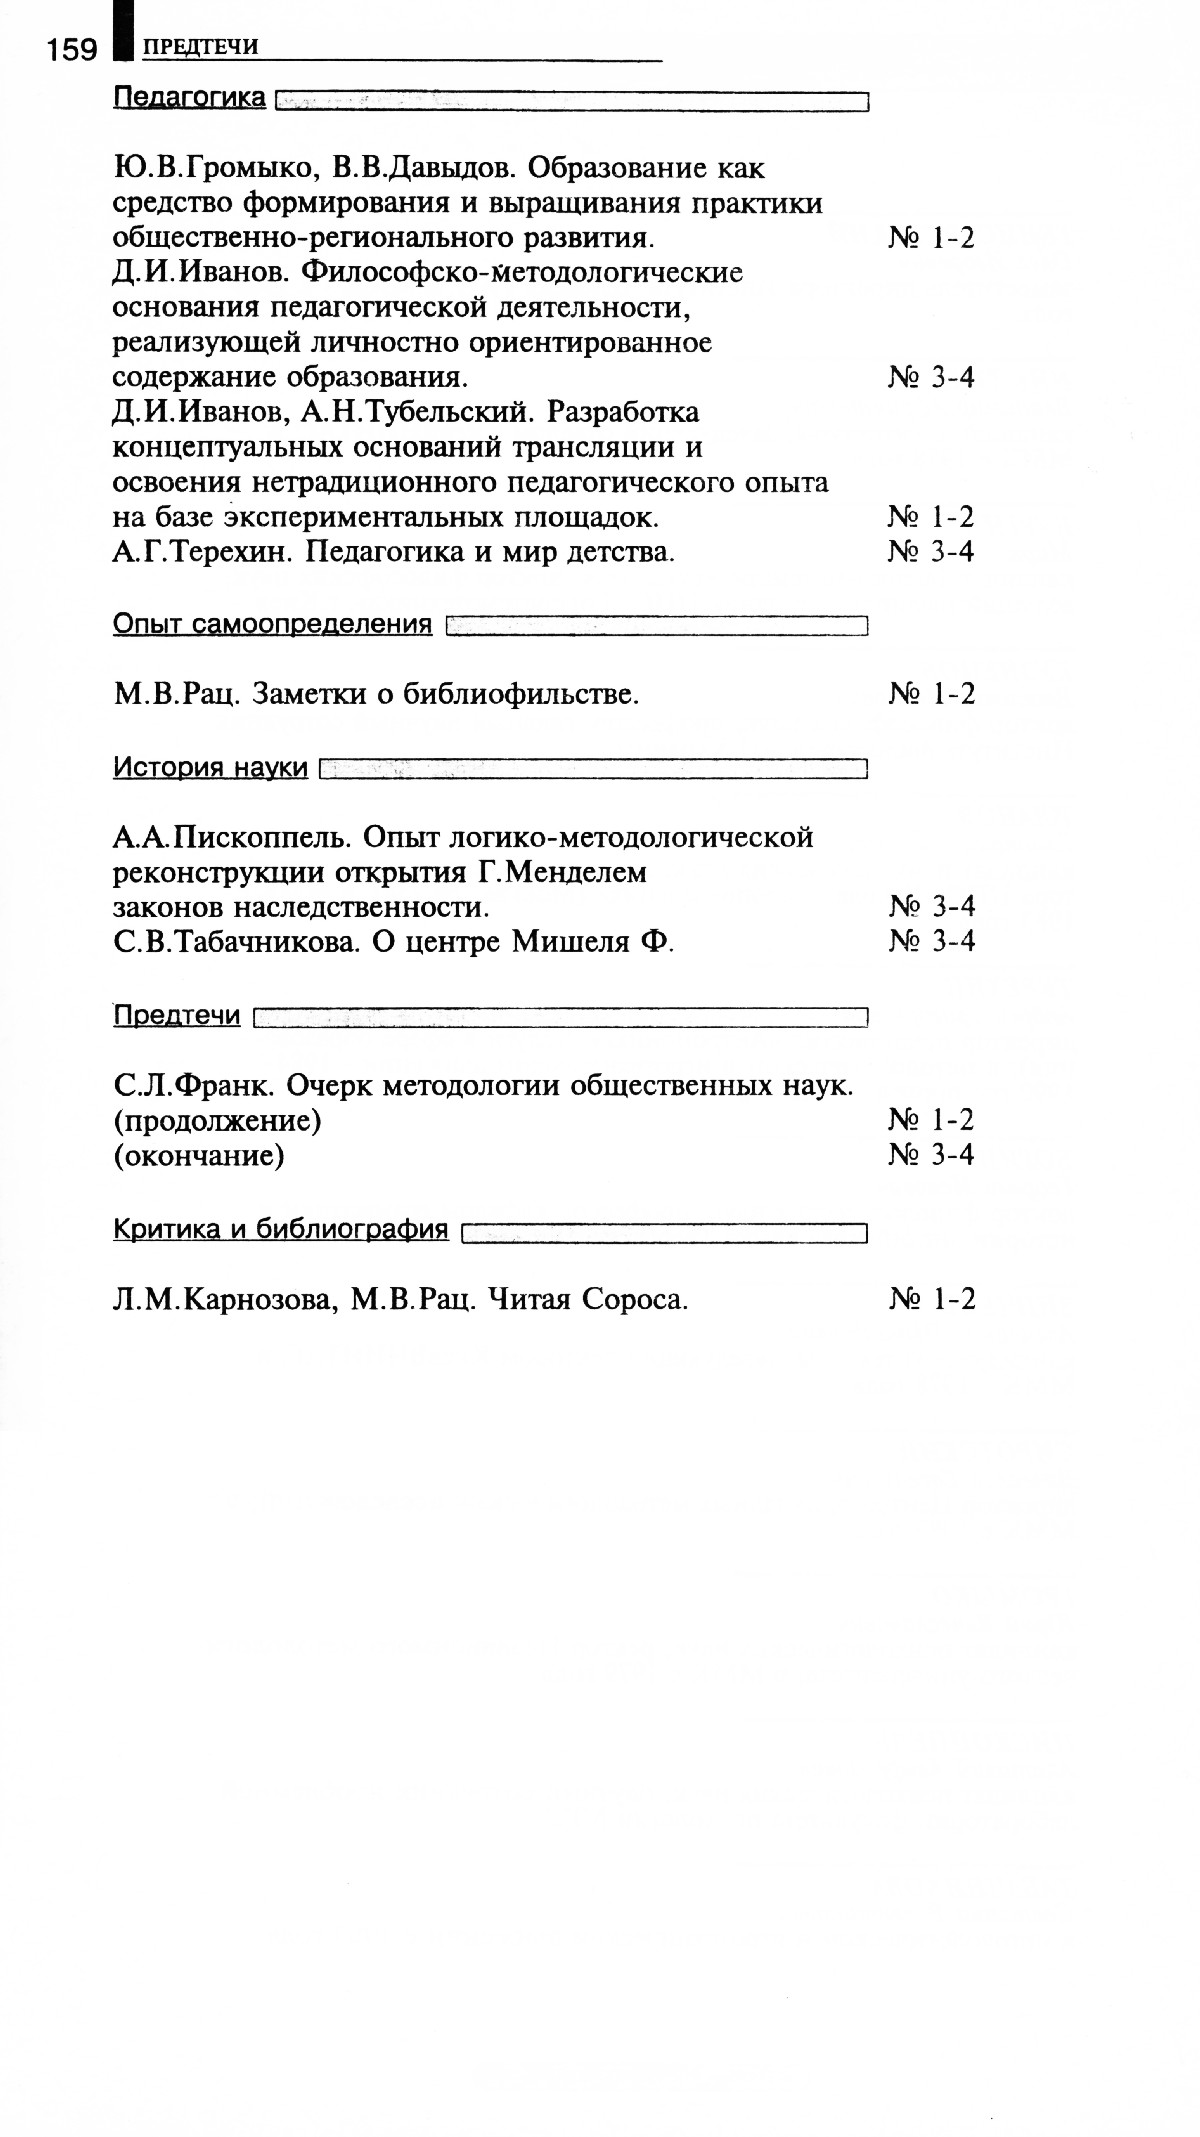 159 ПРЕДТЕЧИ
Педагогика
Ю.В.Громыко, В.В.Давыдов. Образование как
средство формирования и выращивания практики
общественно-регионального развития. № 1-2
Д.И.Иванов. Философско-методологические
основания педагогической деятельности,
реализующей личностно ориентированное
содержание образования. № 3-4
Д.И.Иванов, А.Н.Тубельский. Разработка
концептуальных оснований трансляции и
освоения нетрадиционного педагогического опыта
на базе экспериментальных площадок. № 1-2
А.Г.Терехин. Педагогика и мир детства. № 3-4
Опыт самоопределения
М.В.Рац. Заметки о библиофильстве. № 1-2
История науки
А.А.Пископпель. Опыт логико-методологической
реконструкции открытия Г.Менделем
законов наследственности. № 3-4
С.В.Табачникова. О центре Мишеля Ф. № 3-4
Предтечи
С.Л.Франк. Очерк методологии общественных наук.
(продолжение) № 1-2
(окончание) № 3-4
Критика и библиография
Л.М.Карнозова, М.В.Рац. Читая Сороса. № 1-2